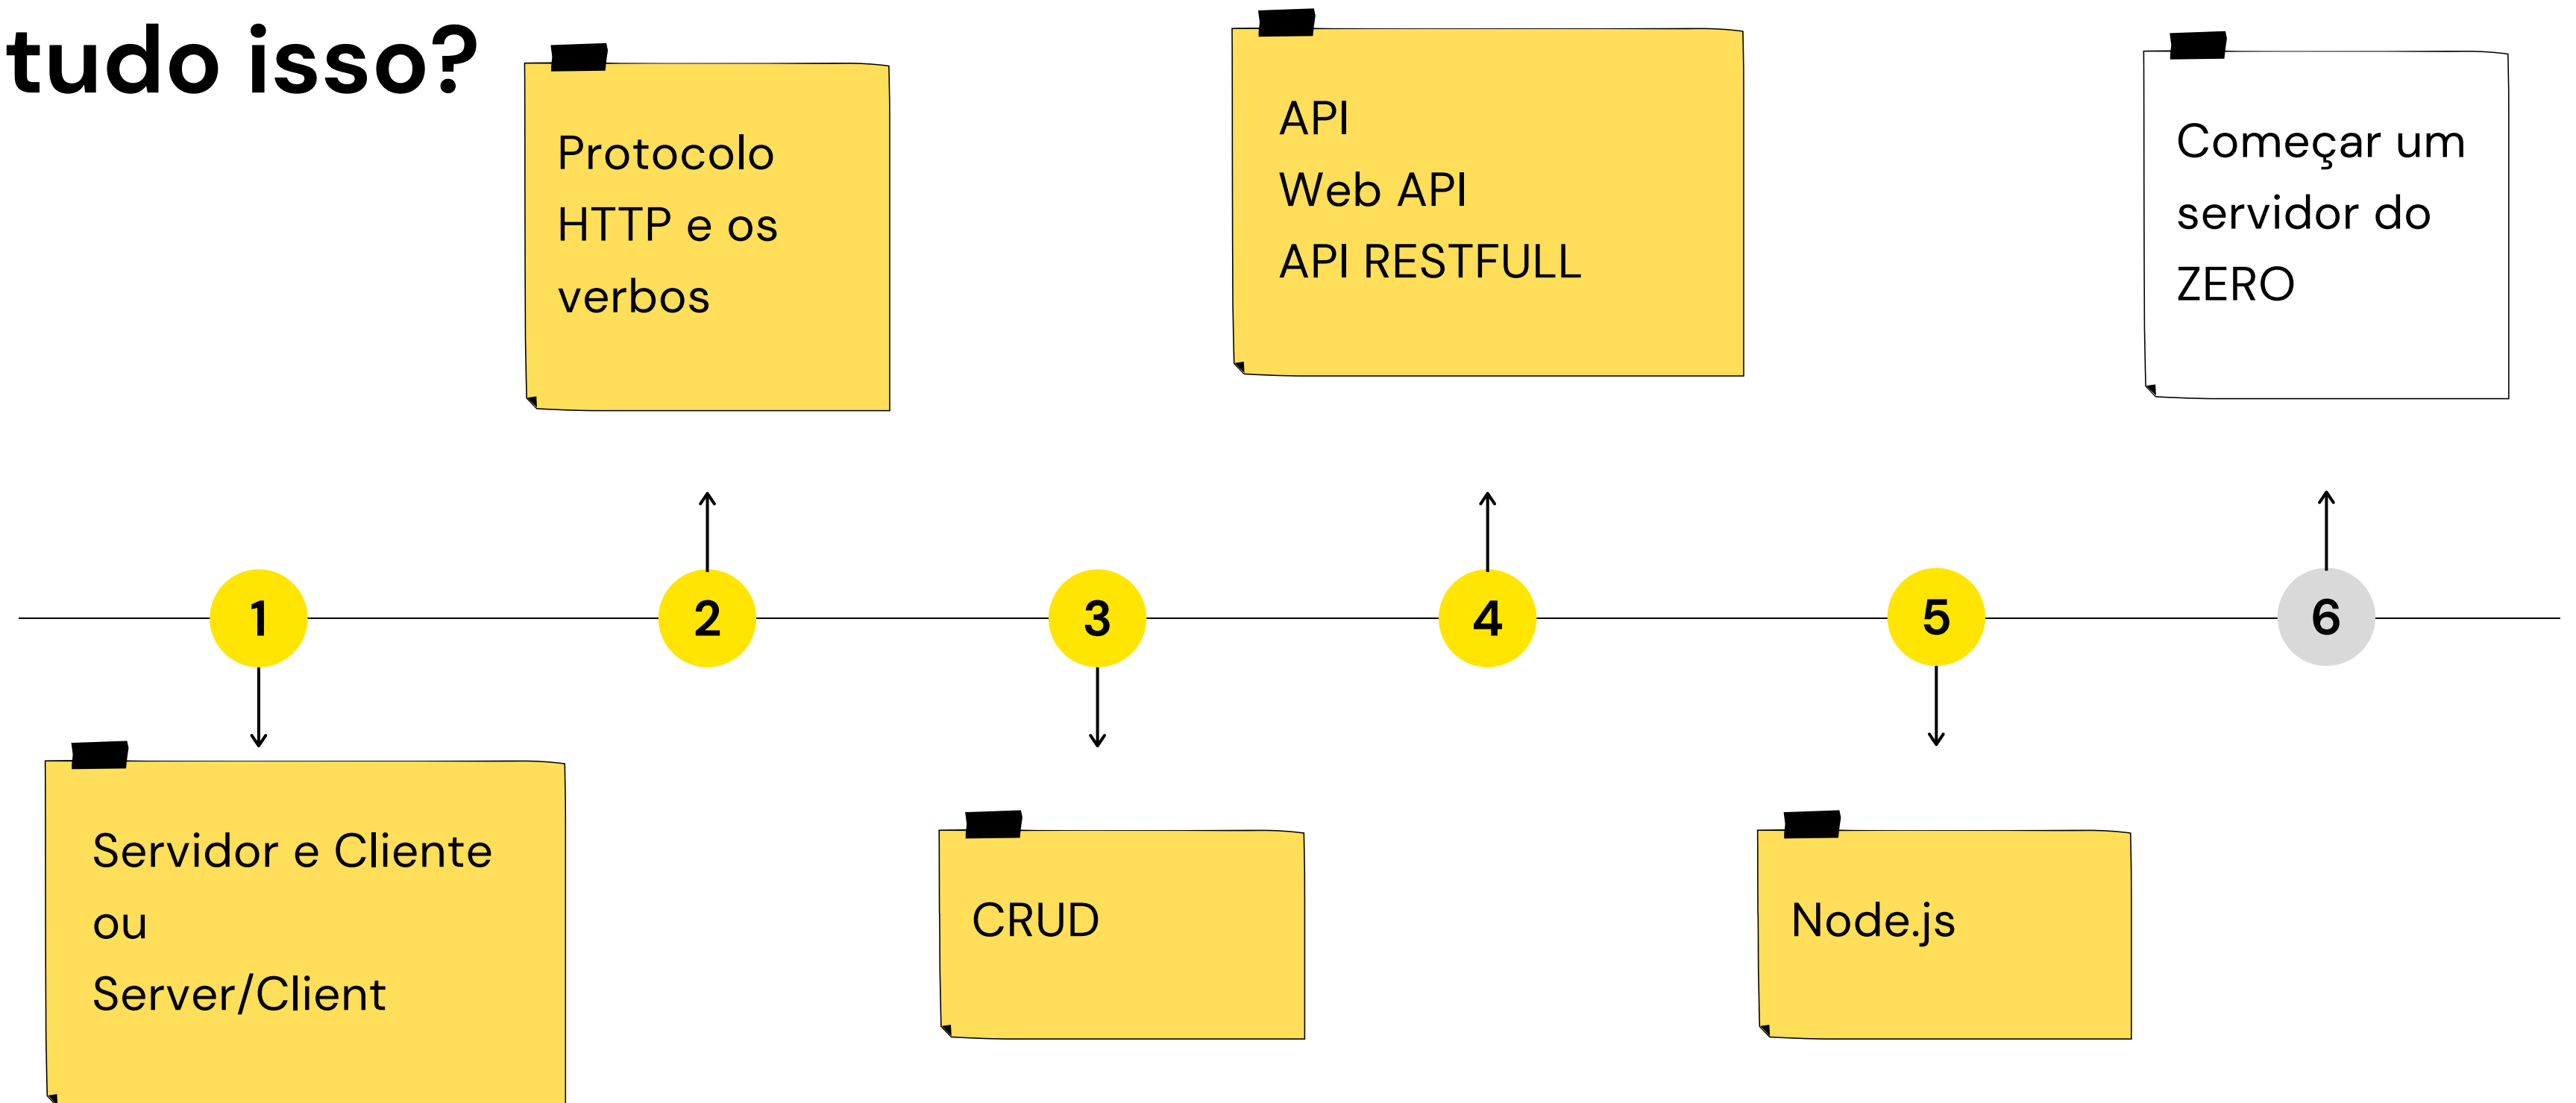 tudo isso?
Protocolo
HTTP e os
verbos
API
Web API
API RESTFULL
Começar um
servidor do
ZERO
1
2
3
4
5
6
Servidor e Cliente
ou
Server/Client
CRUD
Node.js